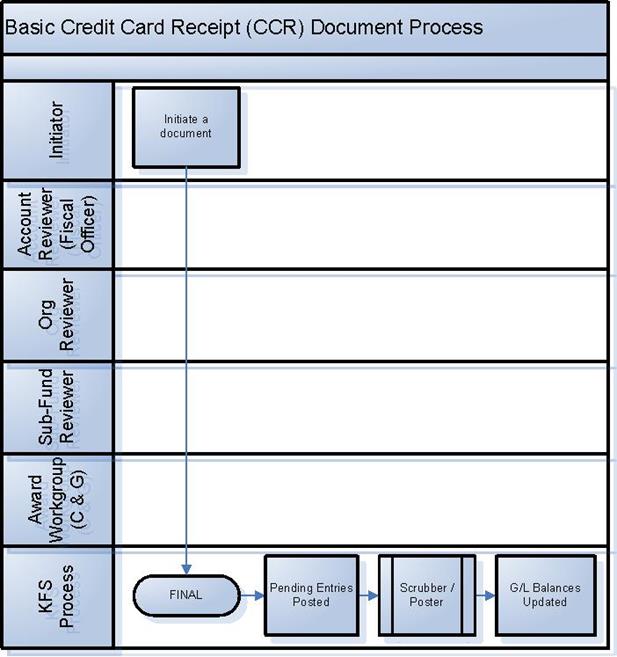 Basic Credit Card Receipt (CCR) Document Process
Initiator
Initiate a
document
Account
Reviewer
(Fiscal
Officer)
Org
Reviewer
Sub-Fund
Reviewer
Award
Workgroup
(C & G)
KFS
Process
FINAL
Pending Entries
Posted
Scrubber /
Poster
G/L Balances
Updated